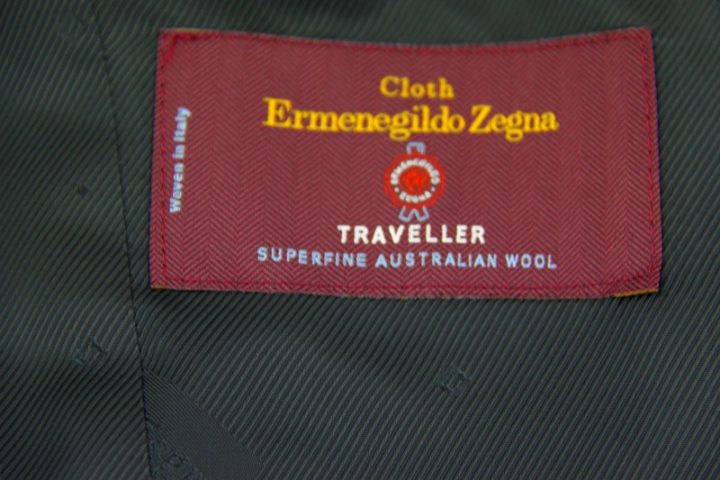 Cloth
Ermenegildo Zegna
TRAVELLER
SUPERFINE AUSTRALIAN WOOL
Woven in Italy